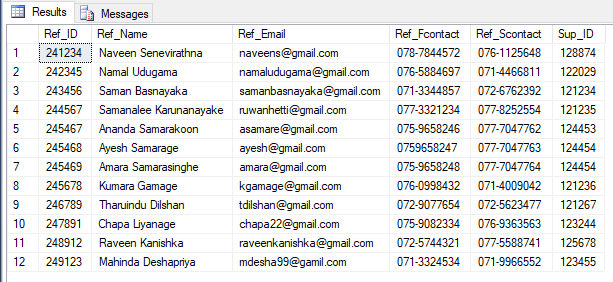 Results Messages
Ref_ID Ref_Name Ref_Email Ref_Fcontact Ref_Scontact Sup_ID
1 241234 Naveen Senevirathna naveens@gmail.com 078-7844572 076-1125648 128874
2 242345 Namal Udugama namaludugama@gmail.com 076-5884697 071-4466811 122029
3 243456 Saman Basnayaka samanbasnayaka@gmail.com 071-3344857 072-6762392 121234
4 244567 Samanalee Karunanayake ruwanhetti@gmail.com 077-3321234 077-8252554 121235
5 245467 Ananda Samarakoon asamare@gmail.com 075-9658246 077-7047762 124453
6 245468 Ayesh Samarage ayesh@gmail.com 0759658247 077-7047763 124454
7 245469 Amara Samarasinghe amara@gmail.com 075-9658248 077-7047764 124454
8 245678 Kumara Gamage kgamage@gmail.com 076-0998432 071-4009042 121236
9 246789 Tharuindu Dilshan tdilshan@gmail.com 072-9077654 072-5623477 121267
10 247891 Chapa Liyanage chapa22@gmail.com 075-9082334 076-9363563 123244
11 248912 Raveen Kanishka raveenkanishka@gmail.com 072-5744321 077-5588741 125678
12 249123 Mahinda Deshapriya mdesha99@gamil.com 071-3324534 071-9966552 123455